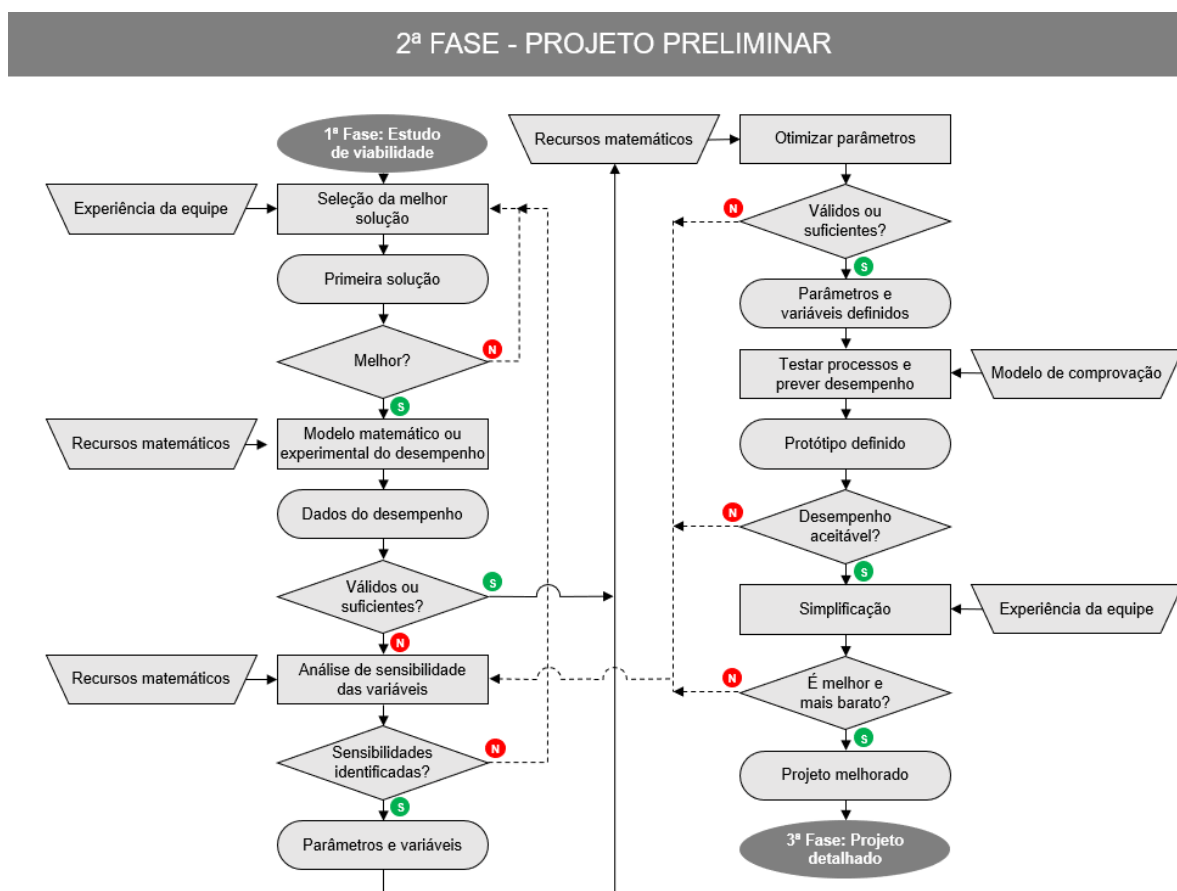 2ª FASE - PROJETO PRELIMINAR
1ª Fase: Estudo
de viabilidade
Experiência da equipe
Seleção da melhor
solução
Primeira solução
Melhor?
N
S
Recursos matemáticos
Modelo matemático ou
experimental do desempenho
Dados do desempenho
Válidos ou
suficientes?
S
N
Recursos matemáticos
Análise de sensibilidade
das variáveis
Sensibilidades
identificadas?
N
S
Parâmetros e variáveis
Recursos matemáticos
Otimizar parâmetros
N
Válidos ou
suficientes?
S
Parâmetros e
variáveis definidos
Testar processos e
prever desempenho
Modelo de comprovação
Protótipo definido
N
Desempenho
aceitável?
S
Simplificação
Experiência da equipe
N
É melhor e
mais barato?
S
Projeto melhorado
3ª Fase: Projeto
detalhado